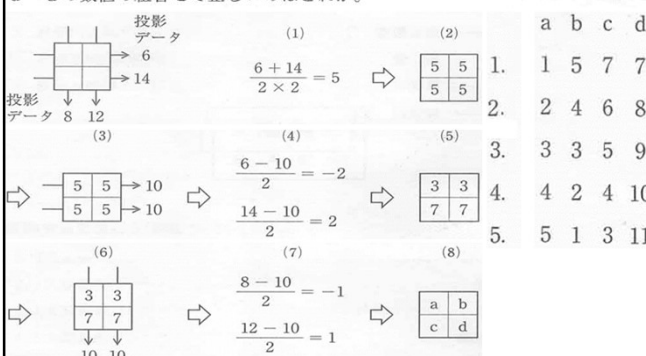 投影
データ
6
14
投影
データ 8 12
(1)
6 + 14
2 × 2
= 5
(2)
5 5
5 5
(3)
5 5 10
5 5 10
(4)
6 − 10
2
= −2
14 − 10
2
= 2
(5)
3 3
7 7
(6)
3 3
7 7
10 10
(7)
8 − 10
2
= −1
12 − 10
2
= 1
(8)
a b
c d
a b c d
1. 1 5 7 7
2. 2 4 6 8
3. 3 3 5 9
4. 4 2 4 10
5. 5 1 3 11